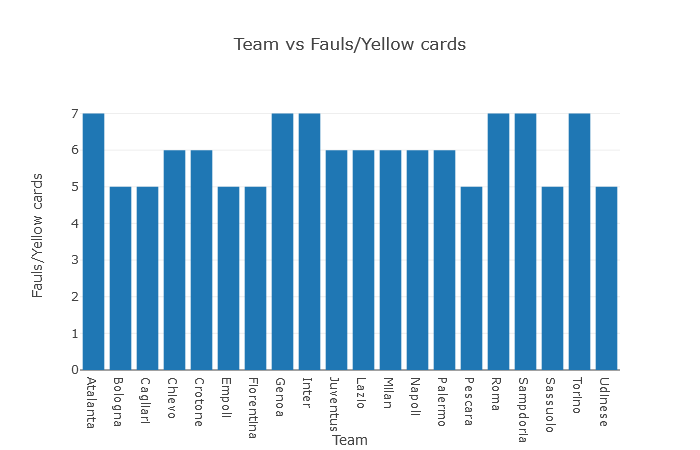 Team vs Fauls/Yellow cards
Fauls/Yellow cards
7
6
5
4
3
2
1
0
Atalanta
Bologna
Cagliari
Chievo
Crotone
Empoli
Fiorentina
Genoa
Inter
Juventus
Lazio
Milan
Napoli
Palermo
Pescara
Roma
Sampdoria
Sassuolo
Torino
Udinese
Team